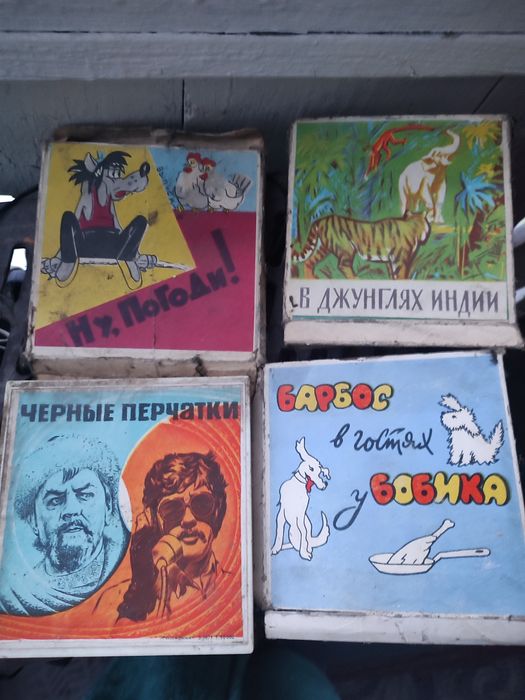 Ну, Погоди!
В ДЖУНГЛЯХ ИНДИИ
ЧЕРНЫЕ ПЕРЧАТКИ
БАРБОС
в гостях
у БОБИКА